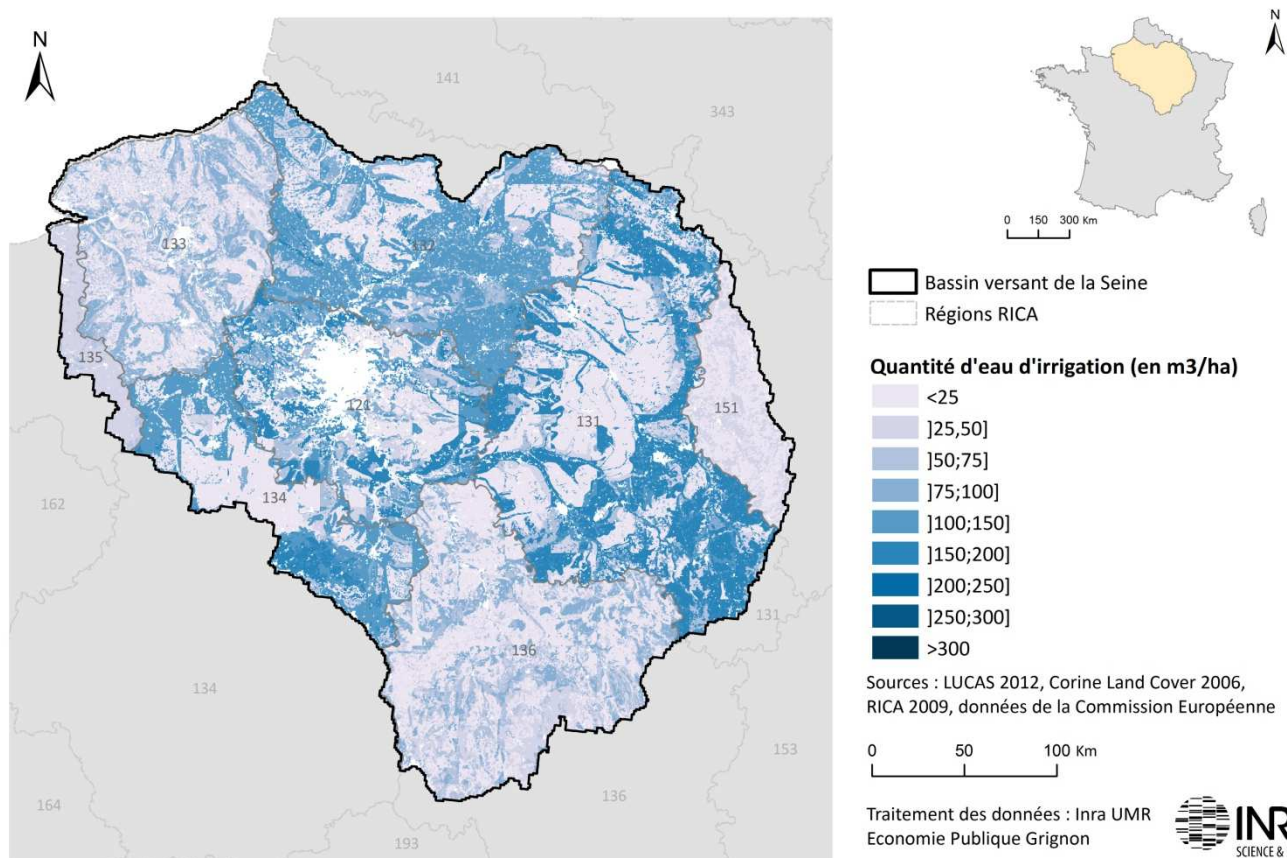 N
141
343
133
132
135
121
131
151
134
162
136
131
134
153
164
136
193
N
0 150 300 Km
Bassin versant de la Seine
Régions RICA
Quantité d'eau d'irrigation (en m3/ha)
<25
]25,50]
]50;75]
]75;100]
]100;150]
]150;200]
]200;250]
]250;300]
>300
Sources : LUCAS 2012, Corine Land Cover 2006,
RICA 2009, données de la Commission Européenne
0 50 100 Km
Traitement des données : Inra UMR
Economie Publique Grignon
INR
SCIENCE &